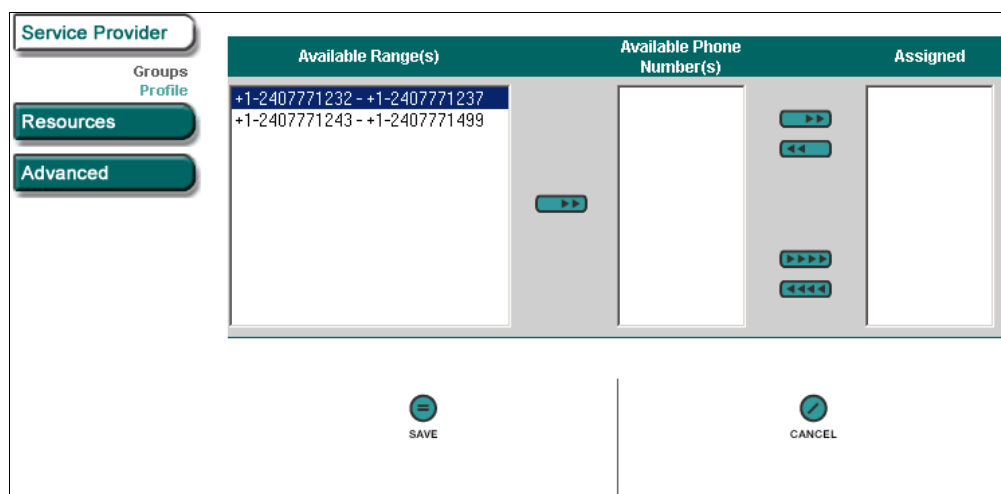 Service Provider
Groups
Profile
Resources
Advanced
Available Range(s)
Available Phone
Number(s)
Assigned
+1-2407771232 - +1-2407771237
+1-2407771243 - +1-2407771499
SAVE
CANCEL